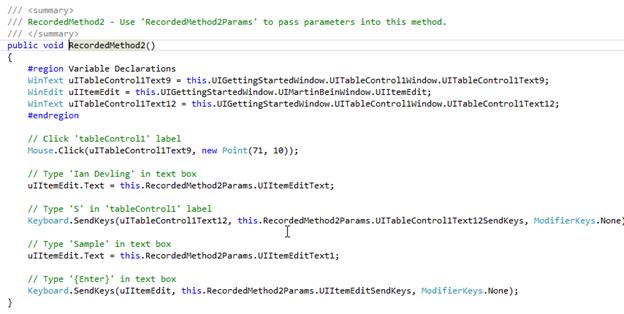 /// <summary>
/// RecordedMethod2 - Use 'RecordedMethod2Params' to pass parameters into this method.
/// </summary>
public void RecordedMethod2()
{
#region Variable Declarations
WinText uITableControl1Text9 = this.UIGettingStartedWindow.UITableControl1Window.UITableControl1Text9;
WinEdit uIItemEdit = this.UIGettingStartedWindow.UIMartinBeinWindow.UIItemEdit;
WinText uITableControl1Text12 = this.UIGettingStartedWindow.UITableControl1Window.UITableControl1Text12;
#endregion
// Click 'tableControl1' label
Mouse.Click(uITableControl1Text9, new Point(71, 10));
// Type 'Ian Devling' in text box
uIItemEdit.Text = this.RecordedMethod2Params.UIItemEditText;
// Type 'S' in 'tableControl1' label
Keyboard.SendKeys(uITableControl1Text12, this.RecordedMethod2Params.UITableControl1Text12SendKeys, ModifierKeys.None)
// Type 'Sample' in text box
uIItemEdit.Text = this.RecordedMethod2Params.UIItemEditText1;
// Type '{Enter}' in text box
Keyboard.SendKeys(uIItemEdit, this.RecordedMethod2Params.UIItemEditSendKeys, ModifierKeys.None);
}